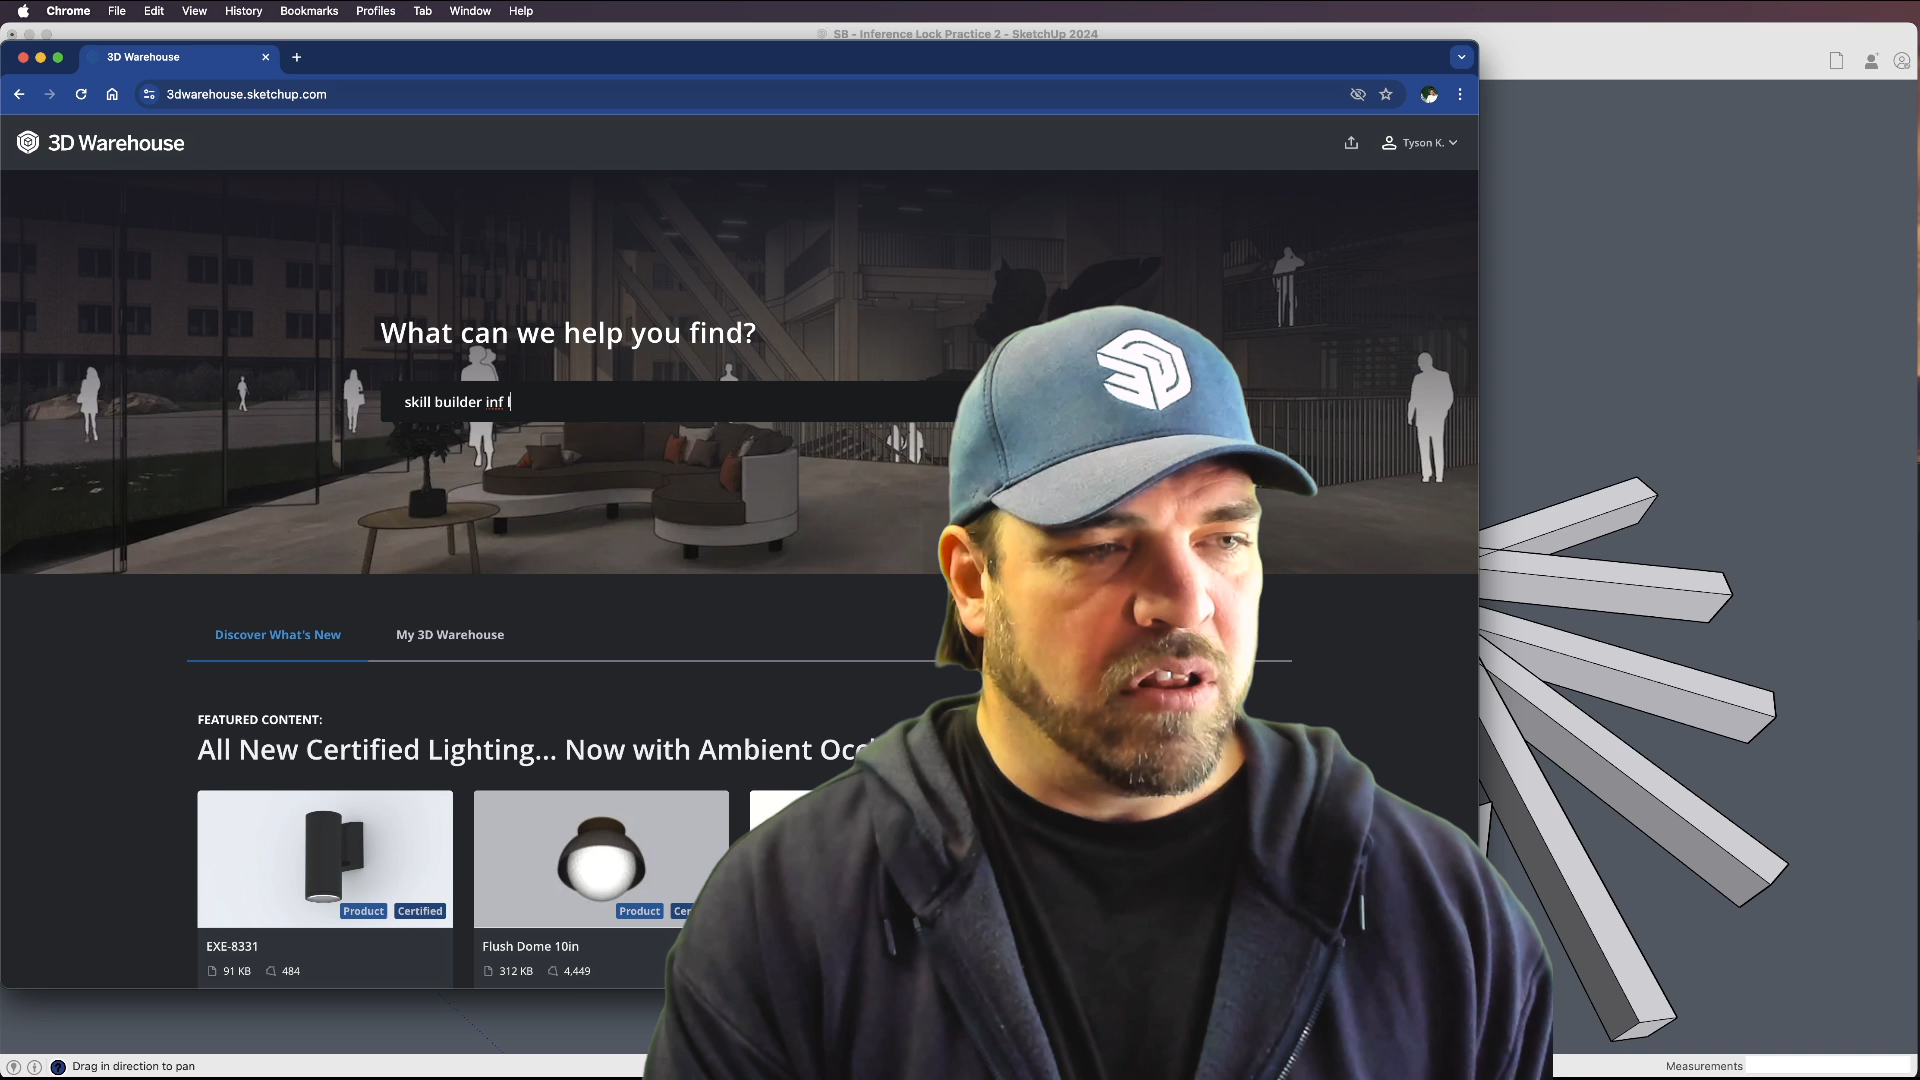 Chrome File Edit View History Bookmarks Profiles Tab Window Help
SB - Inference Lock Practice 2 - SketchUp 2024
3D Warehouse
3dwarehouse.sketchup.com
3D Warehouse
Tyson K.
What can we help you find?
skill builder inf l
Discover What's New My 3D Warehouse
FEATURED CONTENT:
All New Certified Lighting... Now with Ambient Occ
Product Certified
Product Cer
EXE-8331
Flush Dome 10in
91 KB 484
312 KB 4,449
Drag in direction to pan
Measurements